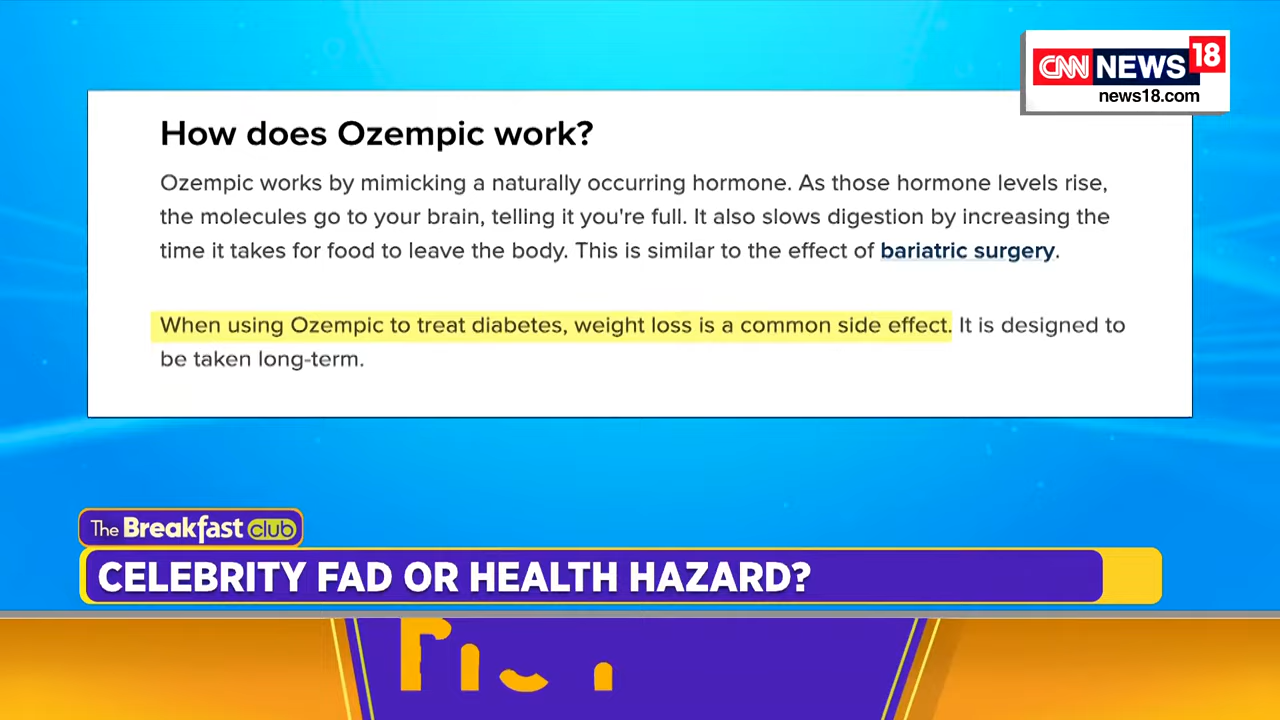 CNN NEWS 18
news18.com
How does Ozempic work?
Ozempic works by mimicking a naturally occurring hormone. As those hormone levels rise,
the molecules go to your brain, telling it you're full. It also slows digestion by increasing the
time it takes for food to leave the body. This is similar to the effect of bariatric surgery.
When using Ozempic to treat diabetes, weight loss is a common side effect. It is designed to
be taken long-term.
The Breakfast club
CELEBRITY FAD OR HEALTH HAZARD?